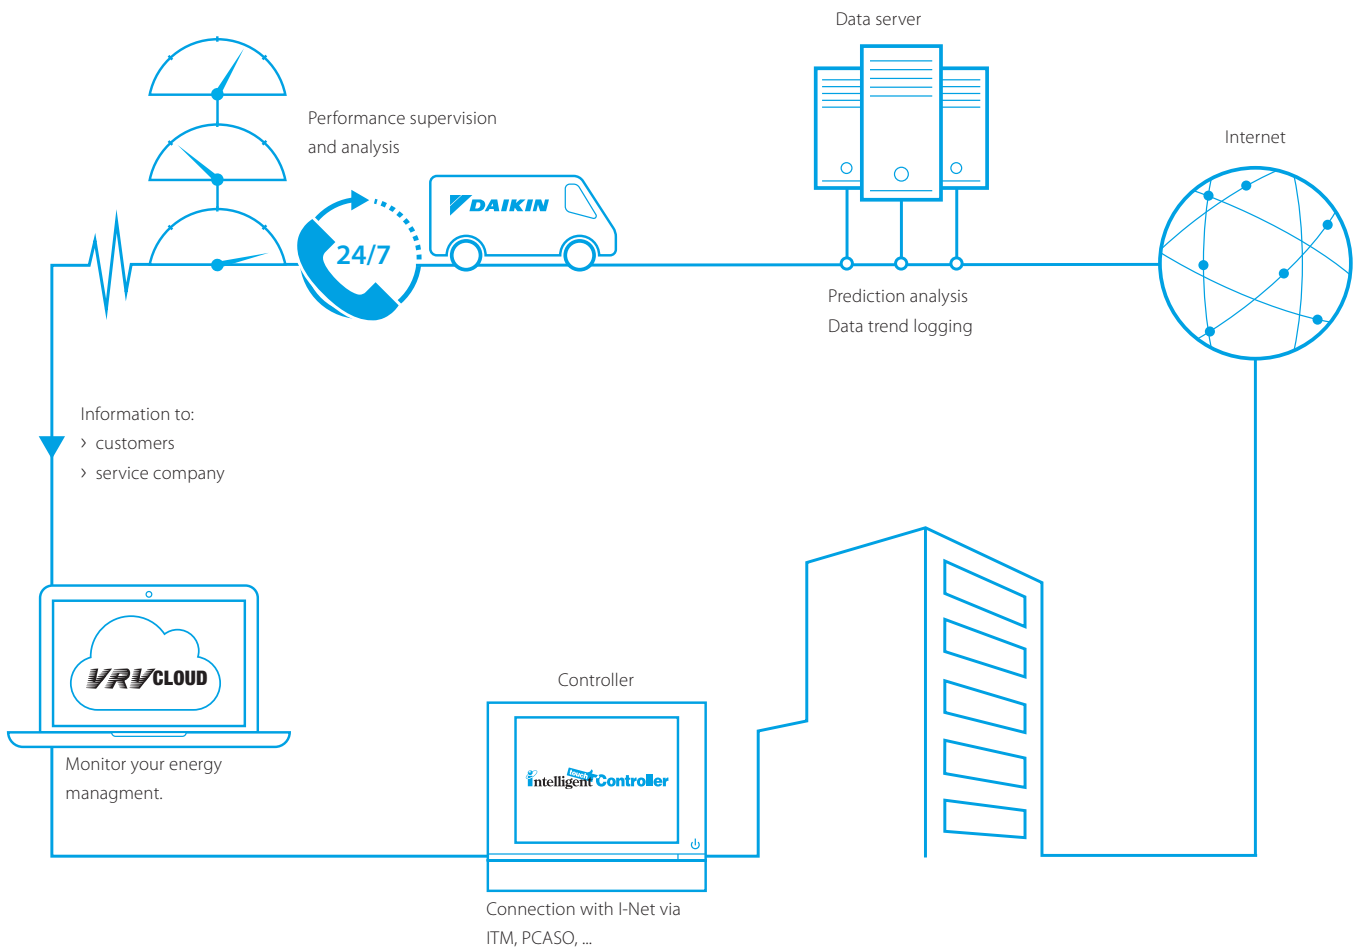 Data server
Performance supervision
and analysis
Internet
DAIKIN
24/7
Prediction analysis
Data trend logging
Information to:
› customers
› service company
VRV CLOUD
Controller
Monitor your energy
managment.
intelligent touch Controller
Connection with I-Net via
ITM, PCASO, ...